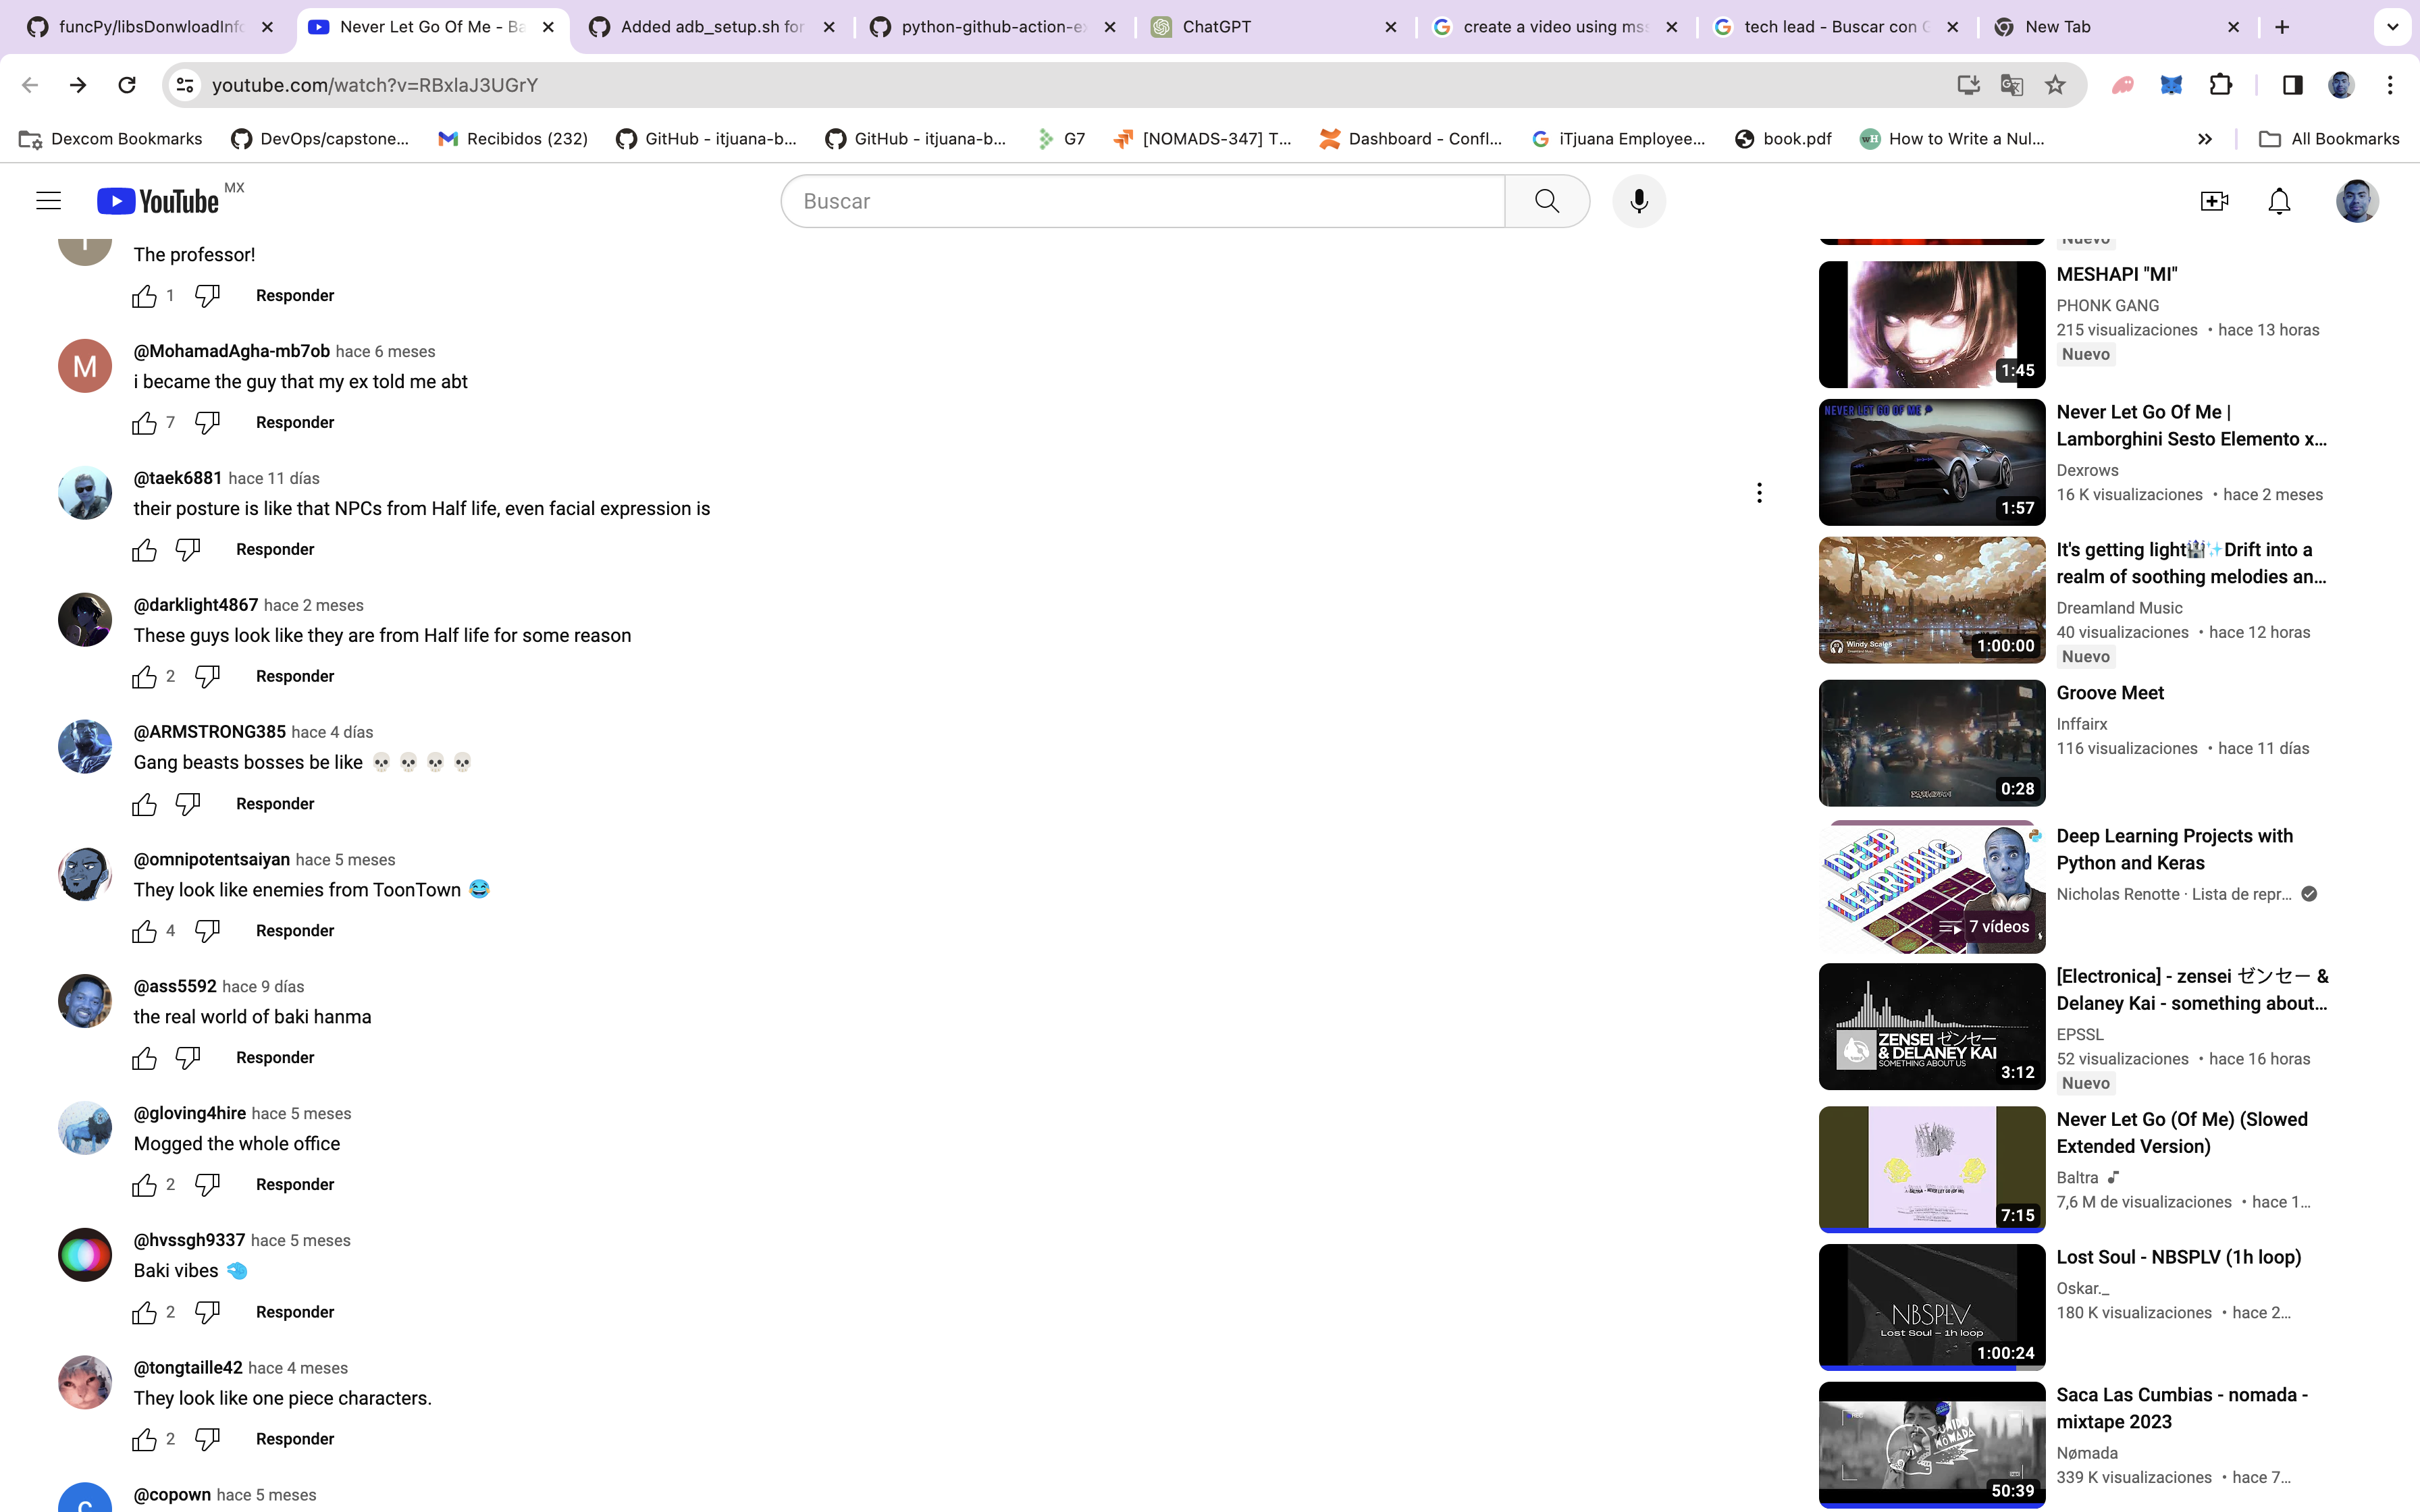 funcPy/libsDonwloadInfo
Never Let Go Of Me - Ba
Added adb_setup.sh for
python-github-action-ex
ChatGPT
create a video using mss
tech lead - Buscar con G
New Tab
youtube.com/watch?v=RBxlaJ3UGrY
Dexcom Bookmarks
DevOps/capstone...
Recibidos (232)
GitHub - itjuana-b...
GitHub - itjuana-b...
G7
[NOMADS-347] T...
Dashboard - Confl...
iTjuana Employee...
book.pdf
How to Write a Nul...
All Bookmarks
YouTube MX
Buscar
The professor!
1 Responder
@MohamadAgha-mb7ob hace 6 meses
i became the guy that my ex told me abt
7 Responder
@taek6881 hace 11 días
their posture is like that NPCs from Half life, even facial expression is
Responder
@darklight4867 hace 2 meses
These guys look like they are from Half life for some reason
2 Responder
@ARMSTRONG385 hace 4 días
Gang beasts bosses be like 💀 💀 💀 💀
Responder
@omnipotentsaiyan hace 5 meses
They look like enemies from ToonTown 😂
4 Responder
@ass5592 hace 9 días
the real world of baki hanma
Responder
@gloving4hire hace 5 meses
Mogged the whole office
2 Responder
@hvssgh9337 hace 5 meses
Baki vibes
2 Responder
@tongtaille42 hace 4 meses
They look like one piece characters.
2 Responder
@copown hace 5 meses
Nuevo
MESHAPI "MI"
PHONK GANG
215 visualizaciones • hace 13 horas
Nuevo
1:45
NEVER LET GO OF ME
Never Let Go Of Me |
Lamborghini Sesto Elemento x...
Dexrows
16 K visualizaciones • hace 2 meses
1:57
It's getting light🏰✨Drift into a
realm of soothing melodies an...
Dreamland Music
40 visualizaciones • hace 12 horas
Nuevo
Windy Scales
1:00:00
Groove Meet
Inffairx
116 visualizaciones • hace 11 días
0:28
DEEP
LEARNING
7 vídeos
Deep Learning Projects with
Python and Keras
Nicholas Renotte · Lista de repr...
[Electronica] - zensei ゼンセー &
Delaney Kai - something about...
EPSSL
52 visualizaciones • hace 16 horas
Nuevo
ZENSEI ゼンセー
& DELANEY KAI
SOMETHING ABOUT US
3:12
Never Let Go (Of Me) (Slowed
Extended Version)
Baltra
7,6 M de visualizaciones • hace 1...
7:15
Lost Soul - NBSPLV (1h loop)
Oskar._
180 K visualizaciones • hace 2...
NBSPLV
Lost Soul – 1h loop
1:00:24
Saca Las Cumbias - nomada -
mixtape 2023
Nømada
339 K visualizaciones • hace 7...
50:39